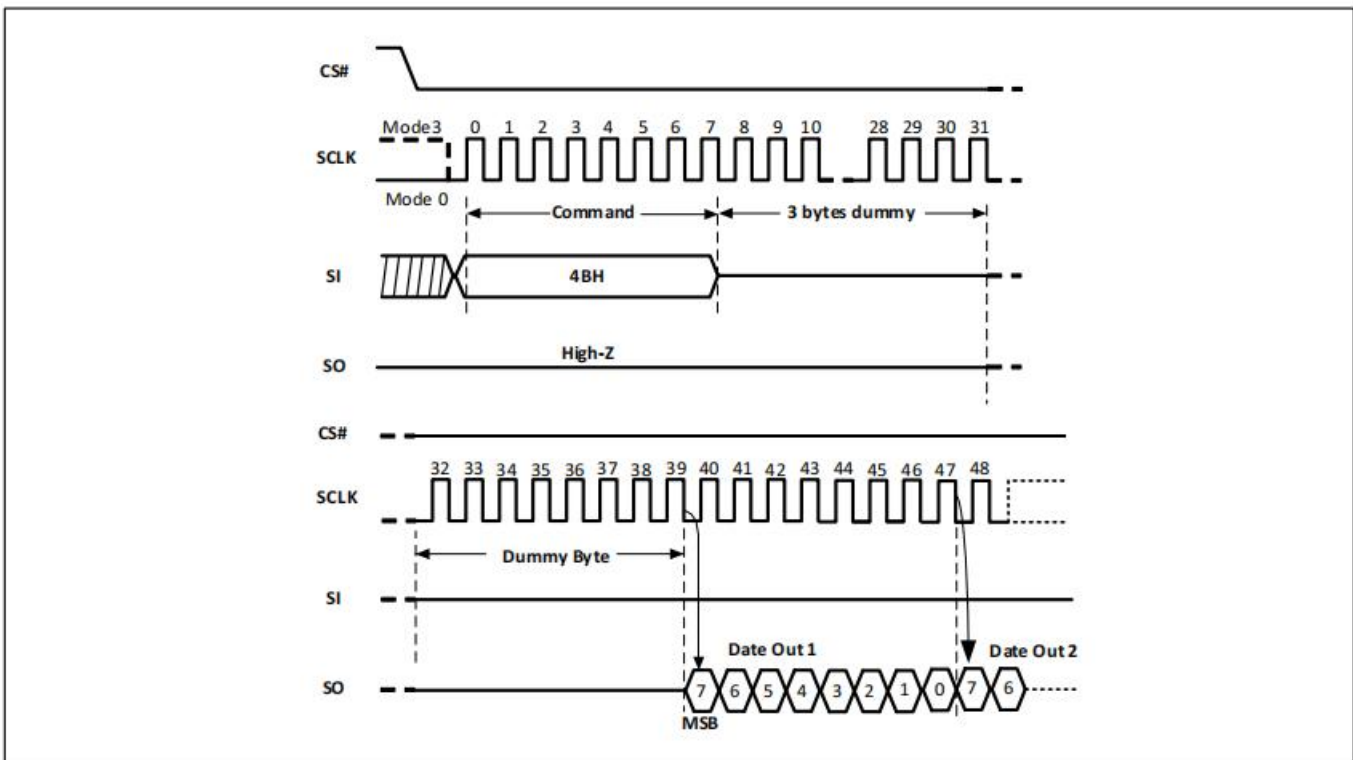 CS#
Mode3 0 1 2 3 4 5 6 7 8 9 10 28 29 30 31
SCLK
Mode 0
Command 3 bytes dummy
SI 4BH
High-Z
SO
CS#
32 33 34 35 36 37 38 39 40 41 42 43 44 45 46 47 48
SCLK
Dummy Byte
SI
Date Out 1 Date Out 2
SO 7 6 5 4 3 2 1 0 7 6
MSB